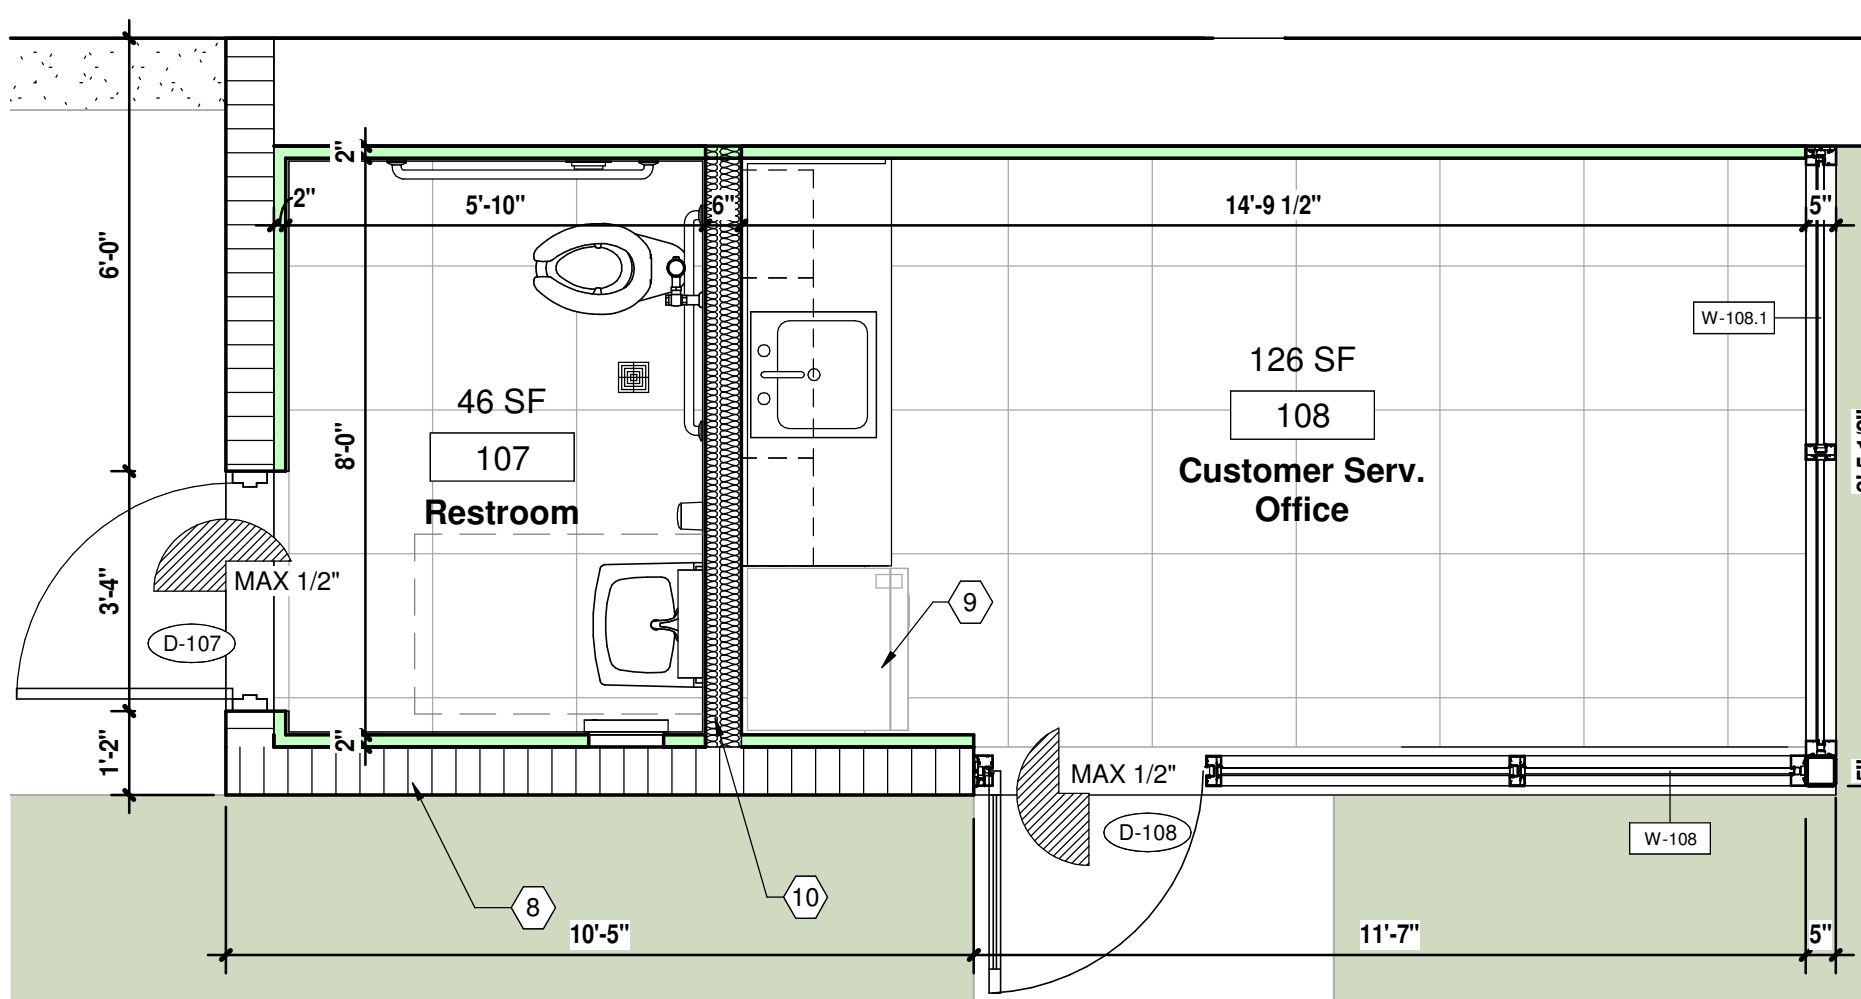 2"
2"
5'-10"
6"
14'-9 1/2"
5"
6'-0"
W-108.1
126 SF
108
Customer Serv.
Office
46 SF
107
Restroom
8'-0"
MAX 1/2"
3'-4"
9
D-107
2"
1'-2"
MAX 1/2"
D-108
W-108
8
10
10'-5"
11'-7"
5"